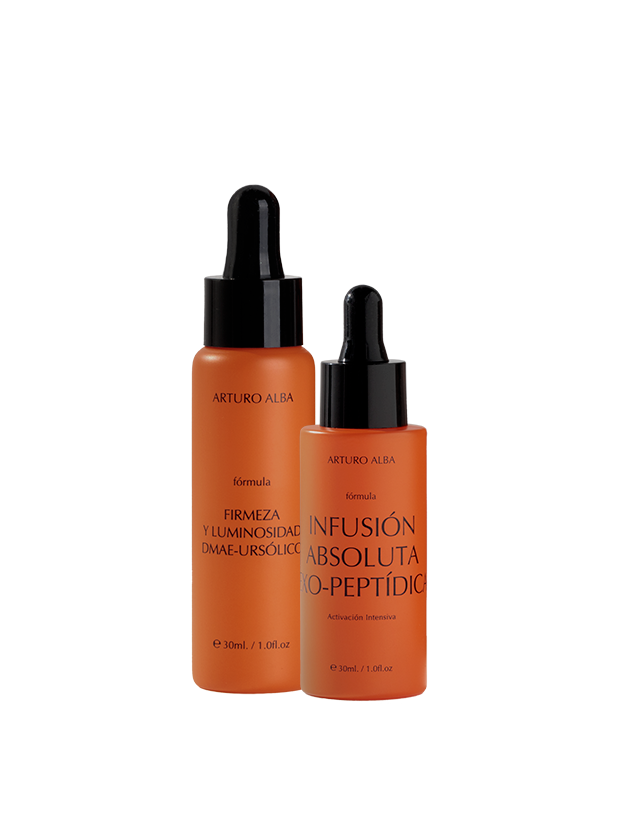 ARTURO ALBA
fórmula
FIRMEZA
Y LUMINOSIDAD
DMAE-URSÓLICO
℮ 30ml. / 1.0fl.oz
ARTURO ALBA
fórmula
INFUSIÓN
ABSOLUTA
XO-PEPTÍDICA
Activación Intensiva
℮ 30ml. / 1.0fl.oz